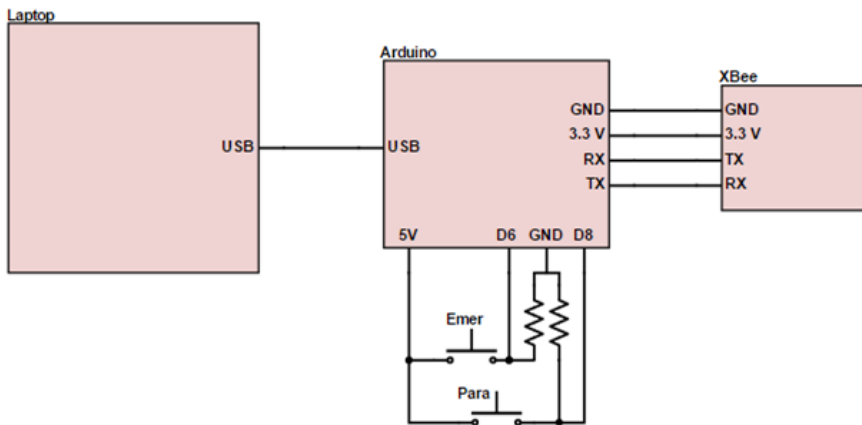 Laptop
USB
Arduino
USB
GND
3.3 V
RX
TX
5V D6 GND D8
XBee
GND
3.3 V
TX
RX
Emer
Para